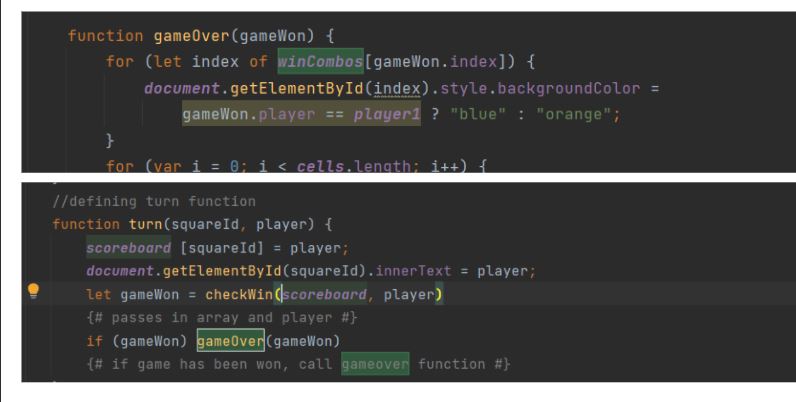 function gameOver(gameWon) {
for (let index of winCombos[gameWon.index]) {
document.getElementById(index).style.backgroundColor =
gameWon.player == player1 ? "blue" : "orange";
}
for (var i = 0; i < cells.length; i++) {
//defining turn function
function turn(squareId, player) {
scoreboard [squareId] = player;
document.getElementById(squareId).innerText = player;
let gameWon = checkWin(scoreboard, player)
{# passes in array and player #}
if (gameWon) gameOver(gameWon)
{# if game has been won, call gameover function #}